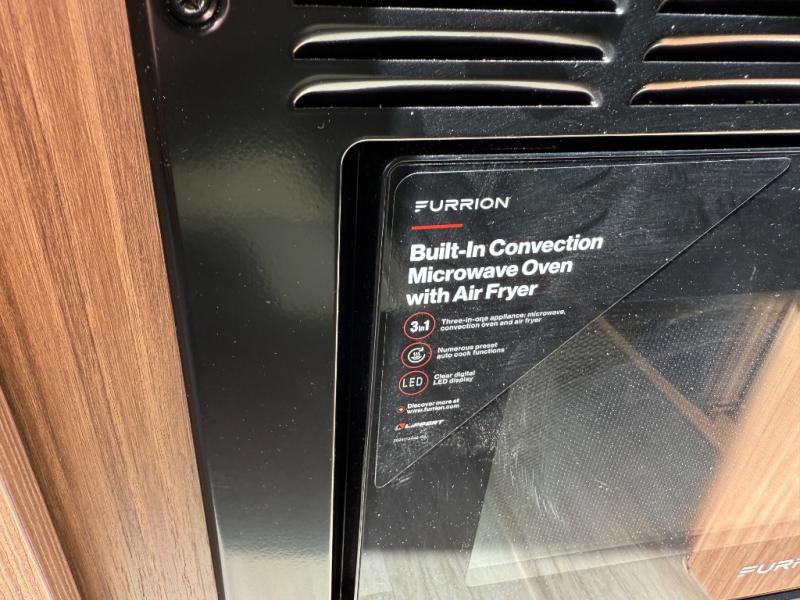 FURRION
Built-In Convection
Microwave Oven
with Air Fryer
3in1
Three-in-one appliance: microwave,
convection oven and air fryer
Numerous preset
auto cook functions
LED
Clear digital
LED display
Discover more at
www.furrion.com
LIPPERT
FURR